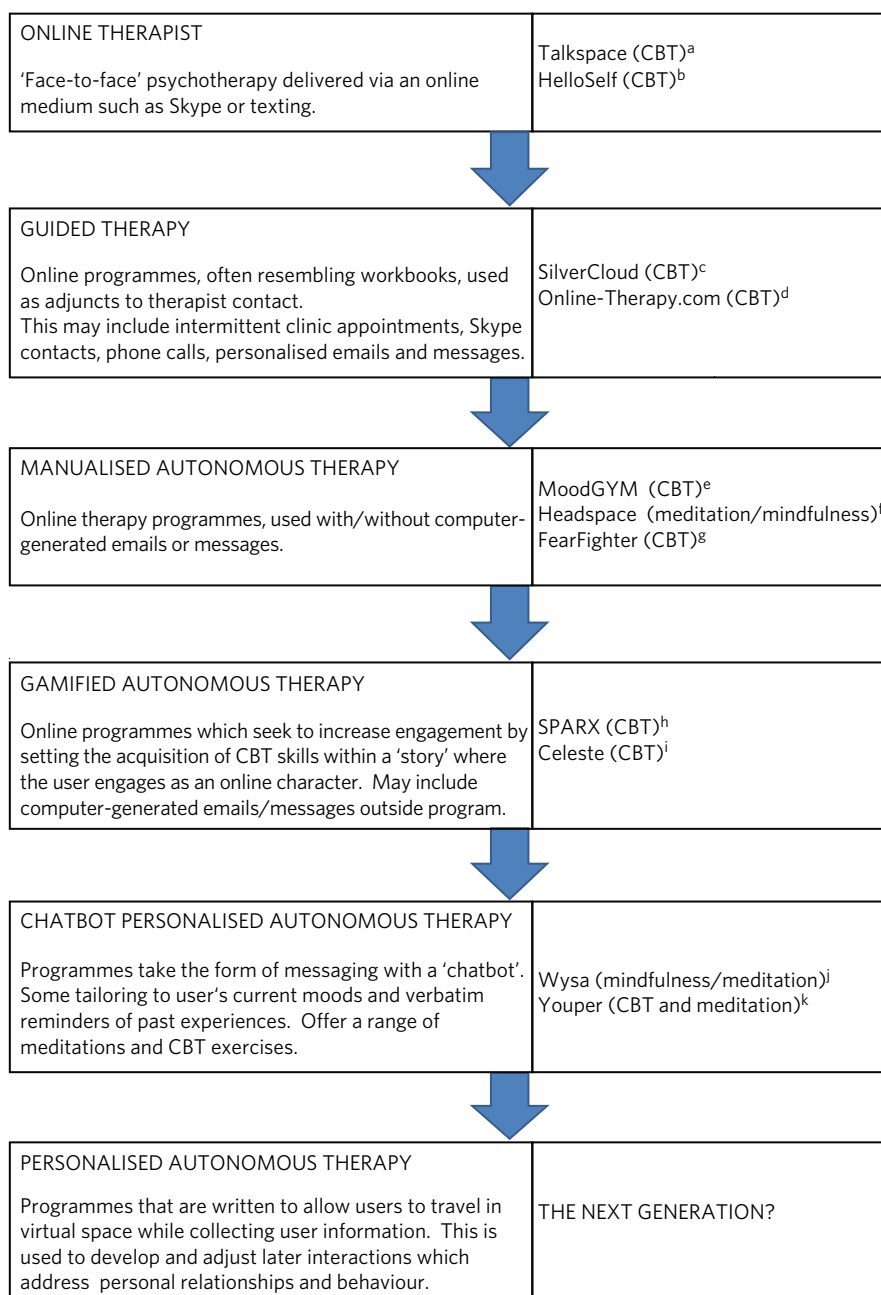 ONLINE THERAPIST
‘Face-to-face’ psychotherapy delivered via an online
medium such as Skype or texting.
Talkspace (CBT)ᵃ
HelloSelf (CBT)ᵇ
GUIDED THERAPY
Online programmes, often resembling workbooks, used
as adjuncts to therapist contact.
This may include intermittent clinic appointments, Skype
contacts, phone calls, personalised emails and messages.
SilverCloud (CBT)ᶜ
Online-Therapy.com (CBT)ᵈ
MANUALISED AUTONOMOUS THERAPY
Online therapy programmes, used with/without computer-
generated emails or messages.
MoodGYM (CBT)ᵉ
Headspace (meditation/mindfulness)ᶠ
FearFighter (CBT)ᵍ
GAMIFIED AUTONOMOUS THERAPY
Online programmes which seek to increase engagement by
setting the acquisition of CBT skills within a ‘story’ where
the user engages as an online character. May include
computer-generated emails/messages outside program.
SPARX (CBT)ʰ
Celeste (CBT)ⁱ
CHATBOT PERSONALISED AUTONOMOUS THERAPY
Programmes take the form of messaging with a ‘chatbot’.
Some tailoring to user‘s current moods and verbatim
reminders of past experiences. Offer a range of
meditations and CBT exercises.
Wysa (mindfulness/meditation)ʲ
Youper (CBT and meditation)ᵏ
PERSONALISED AUTONOMOUS THERAPY
Programmes that are written to allow users to travel in
virtual space while collecting user information. This is
used to develop and adjust later interactions which
address personal relationships and behaviour.
THE NEXT GENERATION?